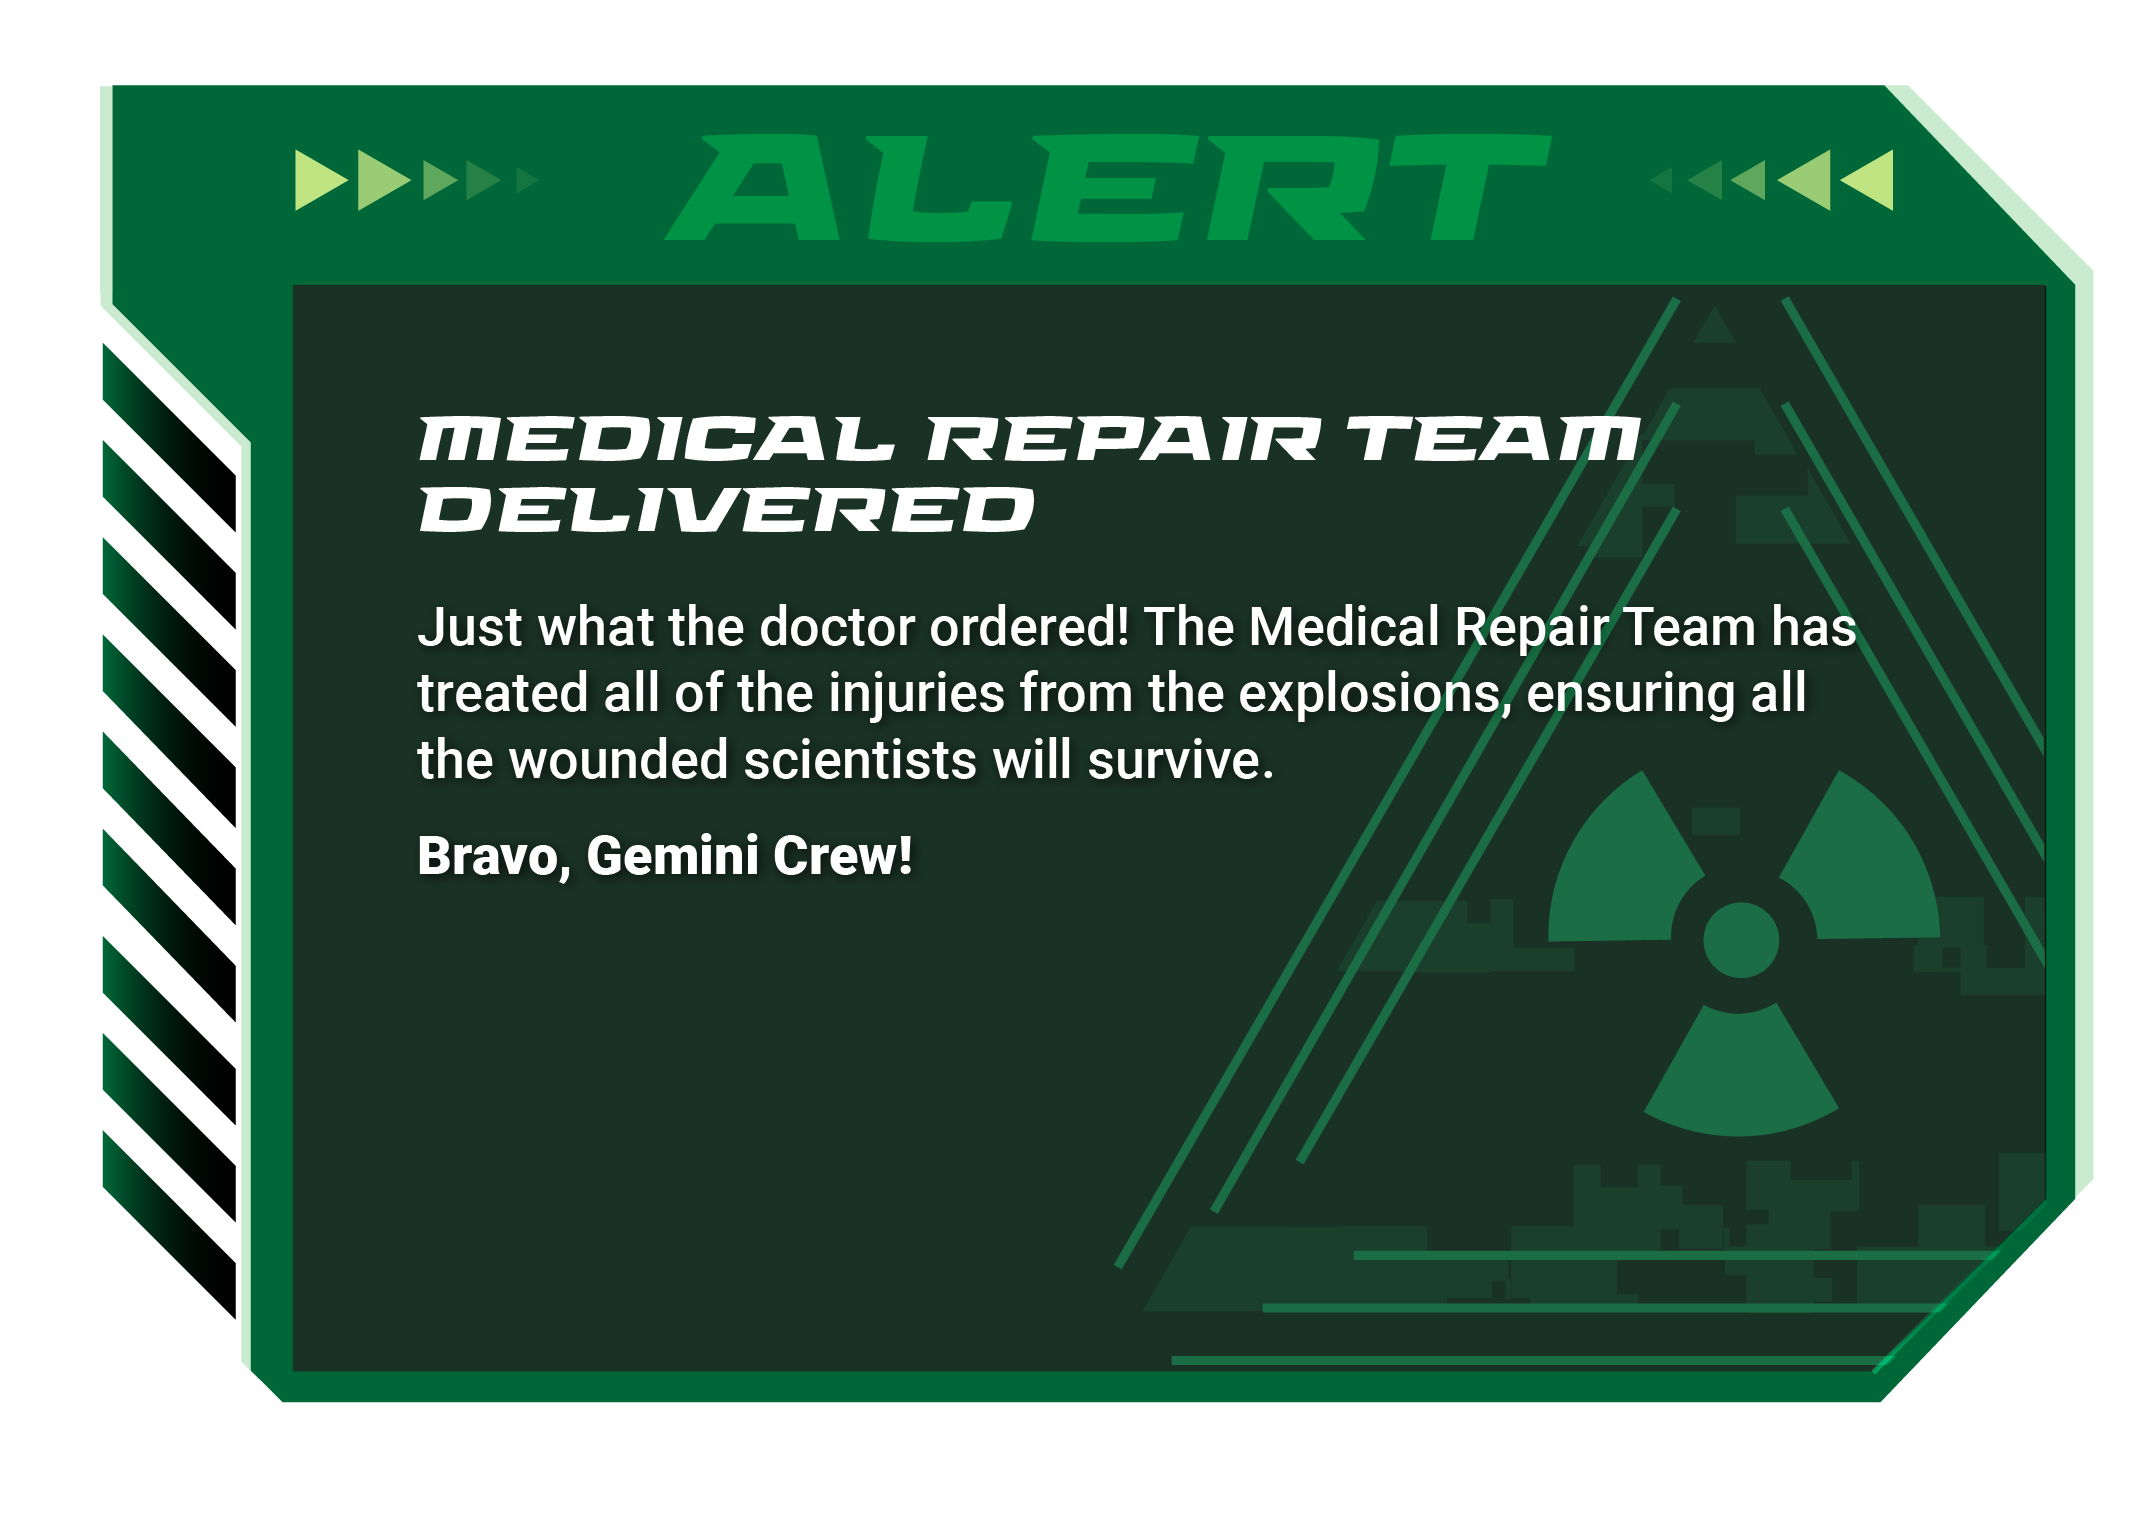 ALERT
MEDICAL REPAIR TEAM
DELIVERED
Just what the doctor ordered! The Medical Repair Team has
treated all of the injuries from the explosions, ensuring all
the wounded scientists will survive.
Bravo, Gemini Crew!